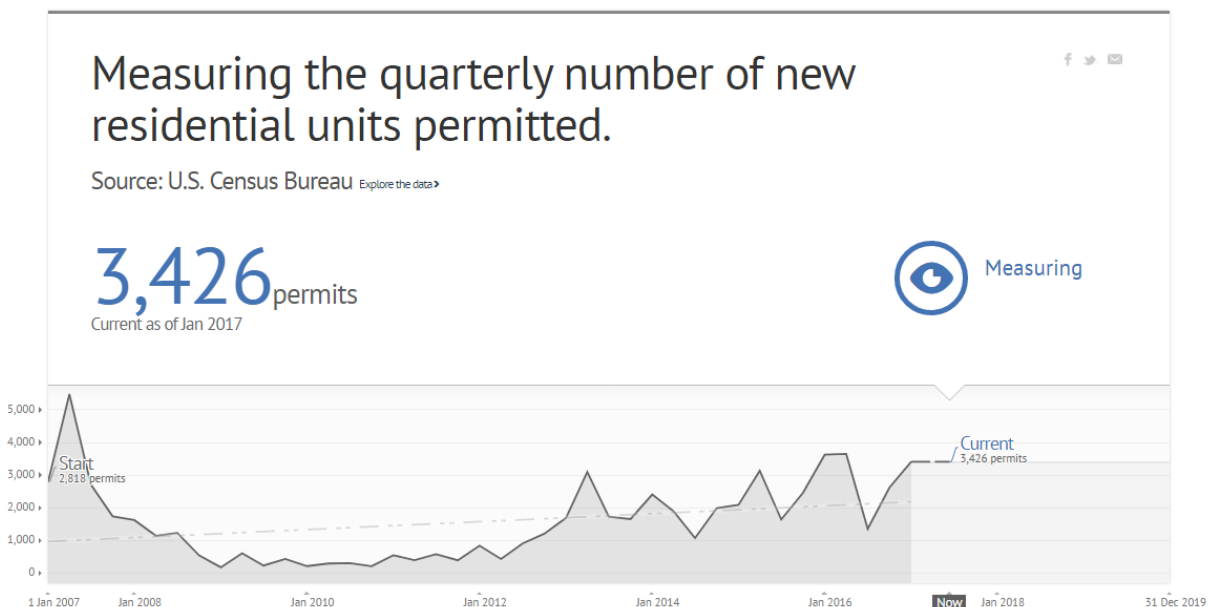 Measuring the quarterly number of new
residential units permitted.
Source: U.S. Census Bureau Explore the data
3,426 permits
Current as of Jan 2017
Measuring
5,000
4,000
3,000
2,000
1,000
0
Start
2,818 permits
Current
3,426 permits
1 Jan 2007 Jan 2008 Jan 2010 Jan 2012 Jan 2014 Jan 2016 Now Jan 2018 31 Dec 2019